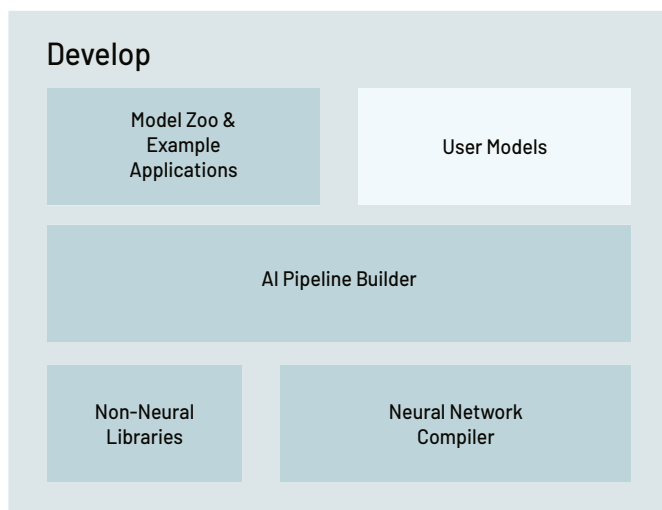 Develop
Model Zoo &
Example
Applications
User Models
AI Pipeline Builder
Non-Neural
Libraries
Neural Network
Compiler